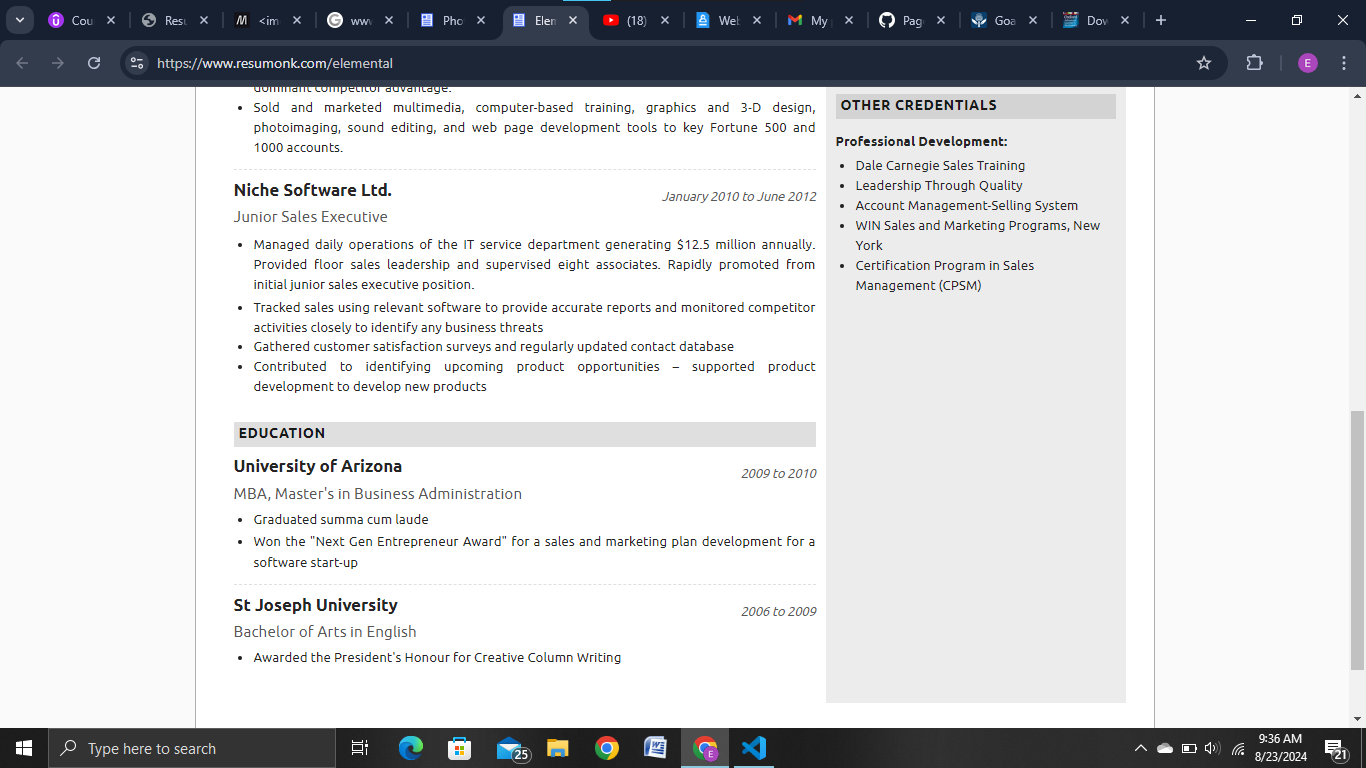 Cou
Resu
<im
www
Pho
Elen
(18)
Web
My
Page
Goa
Dow
https://www.resumonk.com/elemental
E
dominant competitor advantage.
• Sold and marketed multimedia, computer-based training, graphics and 3-D design,
photoimaging, sound editing, and web page development tools to key Fortune 500 and
1000 accounts.
Niche Software Ltd.
January 2010 to June 2012
Junior Sales Executive
• Managed daily operations of the IT service department generating $12.5 million annually.
Provided floor sales leadership and supervised eight associates. Rapidly promoted from
initial junior sales executive position.
• Tracked sales using relevant software to provide accurate reports and monitored competitor
activities closely to identify any business threats
• Gathered customer satisfaction surveys and regularly updated contact database
• Contributed to identifying upcoming product opportunities – supported product
development to develop new products
EDUCATION
University of Arizona
2009 to 2010
MBA, Master's in Business Administration
• Graduated summa cum laude
• Won the "Next Gen Entrepreneur Award" for a sales and marketing plan development for a
software start-up
St Joseph University
2006 to 2009
Bachelor of Arts in English
• Awarded the President's Honour for Creative Column Writing
OTHER CREDENTIALS
Professional Development:
• Dale Carnegie Sales Training
• Leadership Through Quality
• Account Management-Selling System
• WIN Sales and Marketing Programs, New
York
• Certification Program in Sales
Management (CPSM)
Type here to search
25
E
9:36 AM
8/23/2024
21